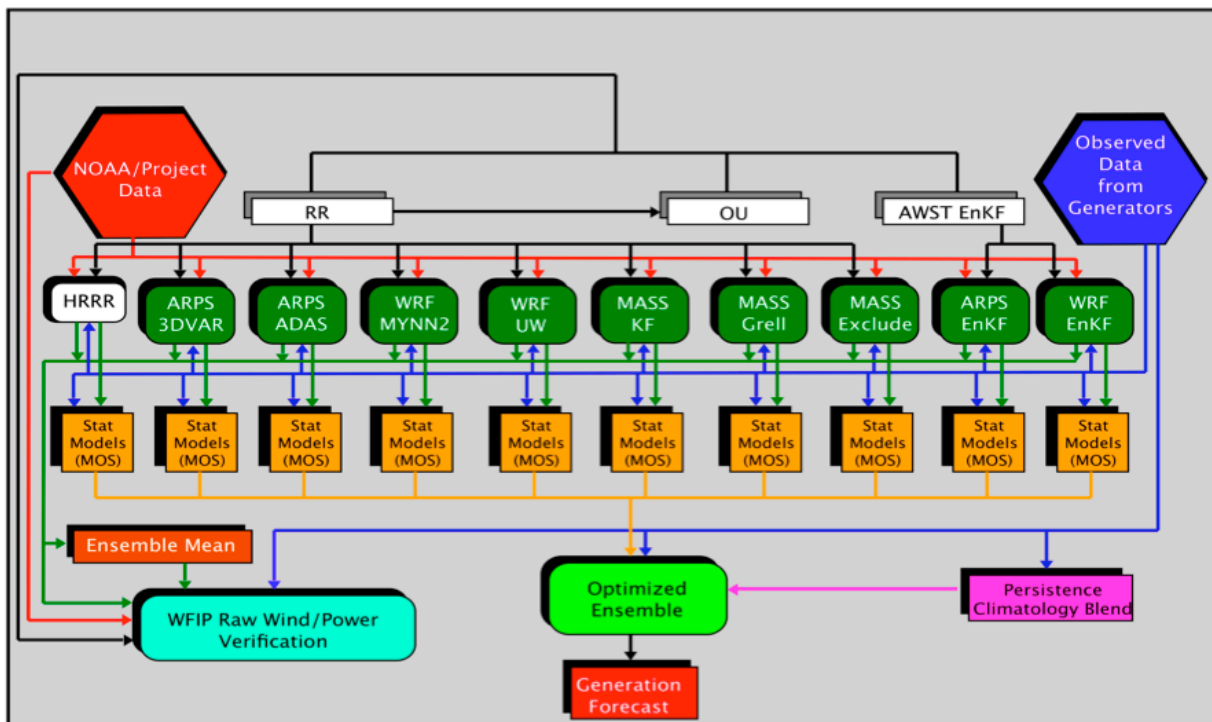 NOAA/Project
Data
Observed
Data
from
Generators
RR
OU
AWST EnKF
HRRR
ARPS
3DVAR
ARPS
ADAS
WRF
MYNN2
WRF
UW
MASS
KF
MASS
Grell
MASS
Exclude
ARPS
EnKF
WRF
EnKF
Stat
Models
(MOS)
Stat
Models
(MOS)
Stat
Models
(MOS)
Stat
Models
(MOS)
Stat
Models
(MOS)
Stat
Models
(MOS)
Stat
Models
(MOS)
Stat
Models
(MOS)
Stat
Models
(MOS)
Stat
Models
(MOS)
Ensemble Mean
Optimized
Ensemble
Persistence
Climatology Blend
WFIP Raw Wind/Power
Verification
Generation
Forecast